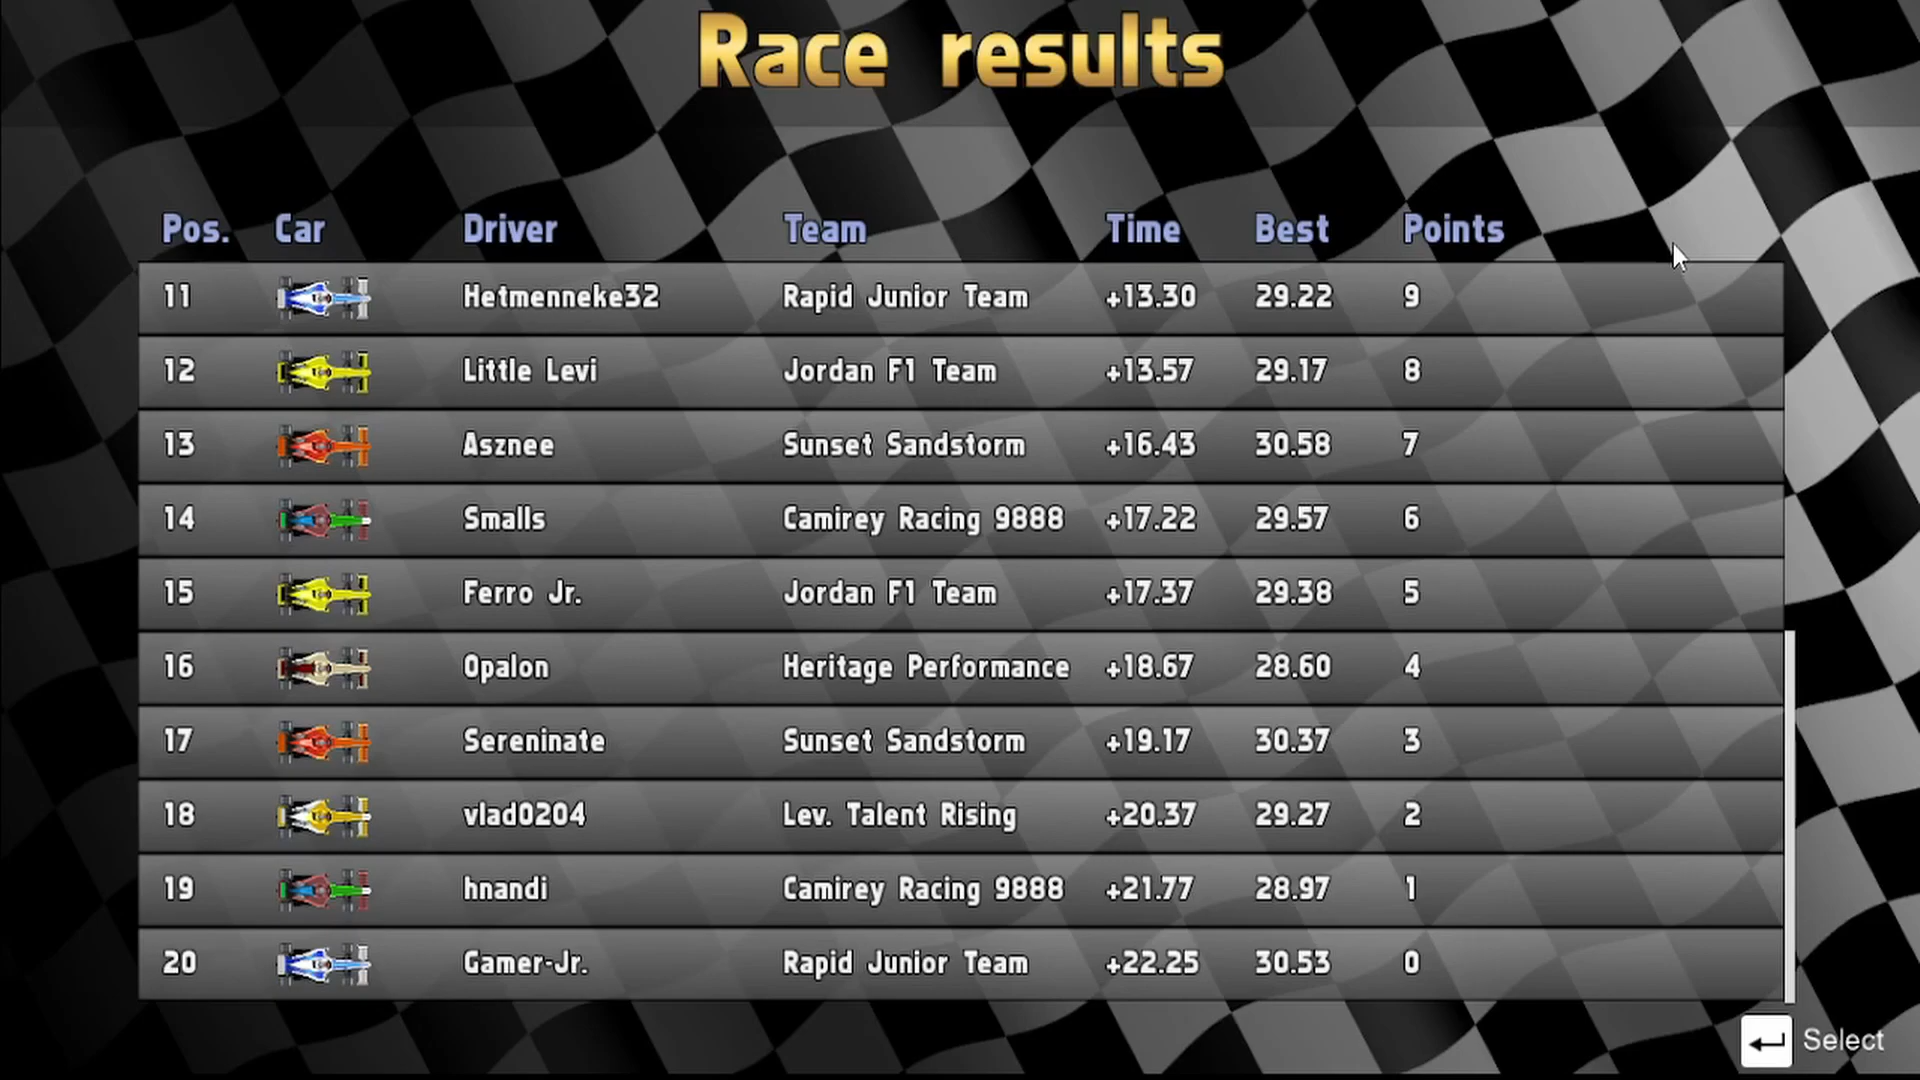 Race results
Pos. Car Driver Team Time Best Points
11 Hetmenneke32 Rapid Junior Team +13.30 29.22 9
12 Little Levi Jordan F1 Team +13.57 29.17 8
13 Asznee Sunset Sandstorm +16.43 30.58 7
14 Smalls Camirey Racing 9888 +17.22 29.57 6
15 Ferro Jr. Jordan F1 Team +17.37 29.38 5
16 Opalon Heritage Performance +18.67 28.60 4
17 Sereninate Sunset Sandstorm +19.17 30.37 3
18 vlad0204 Lev. Talent Rising +20.37 29.27 2
19 hnandi Camirey Racing 9888 +21.77 28.97 1
20 Gamer-Jr. Rapid Junior Team +22.25 30.53 0
Select